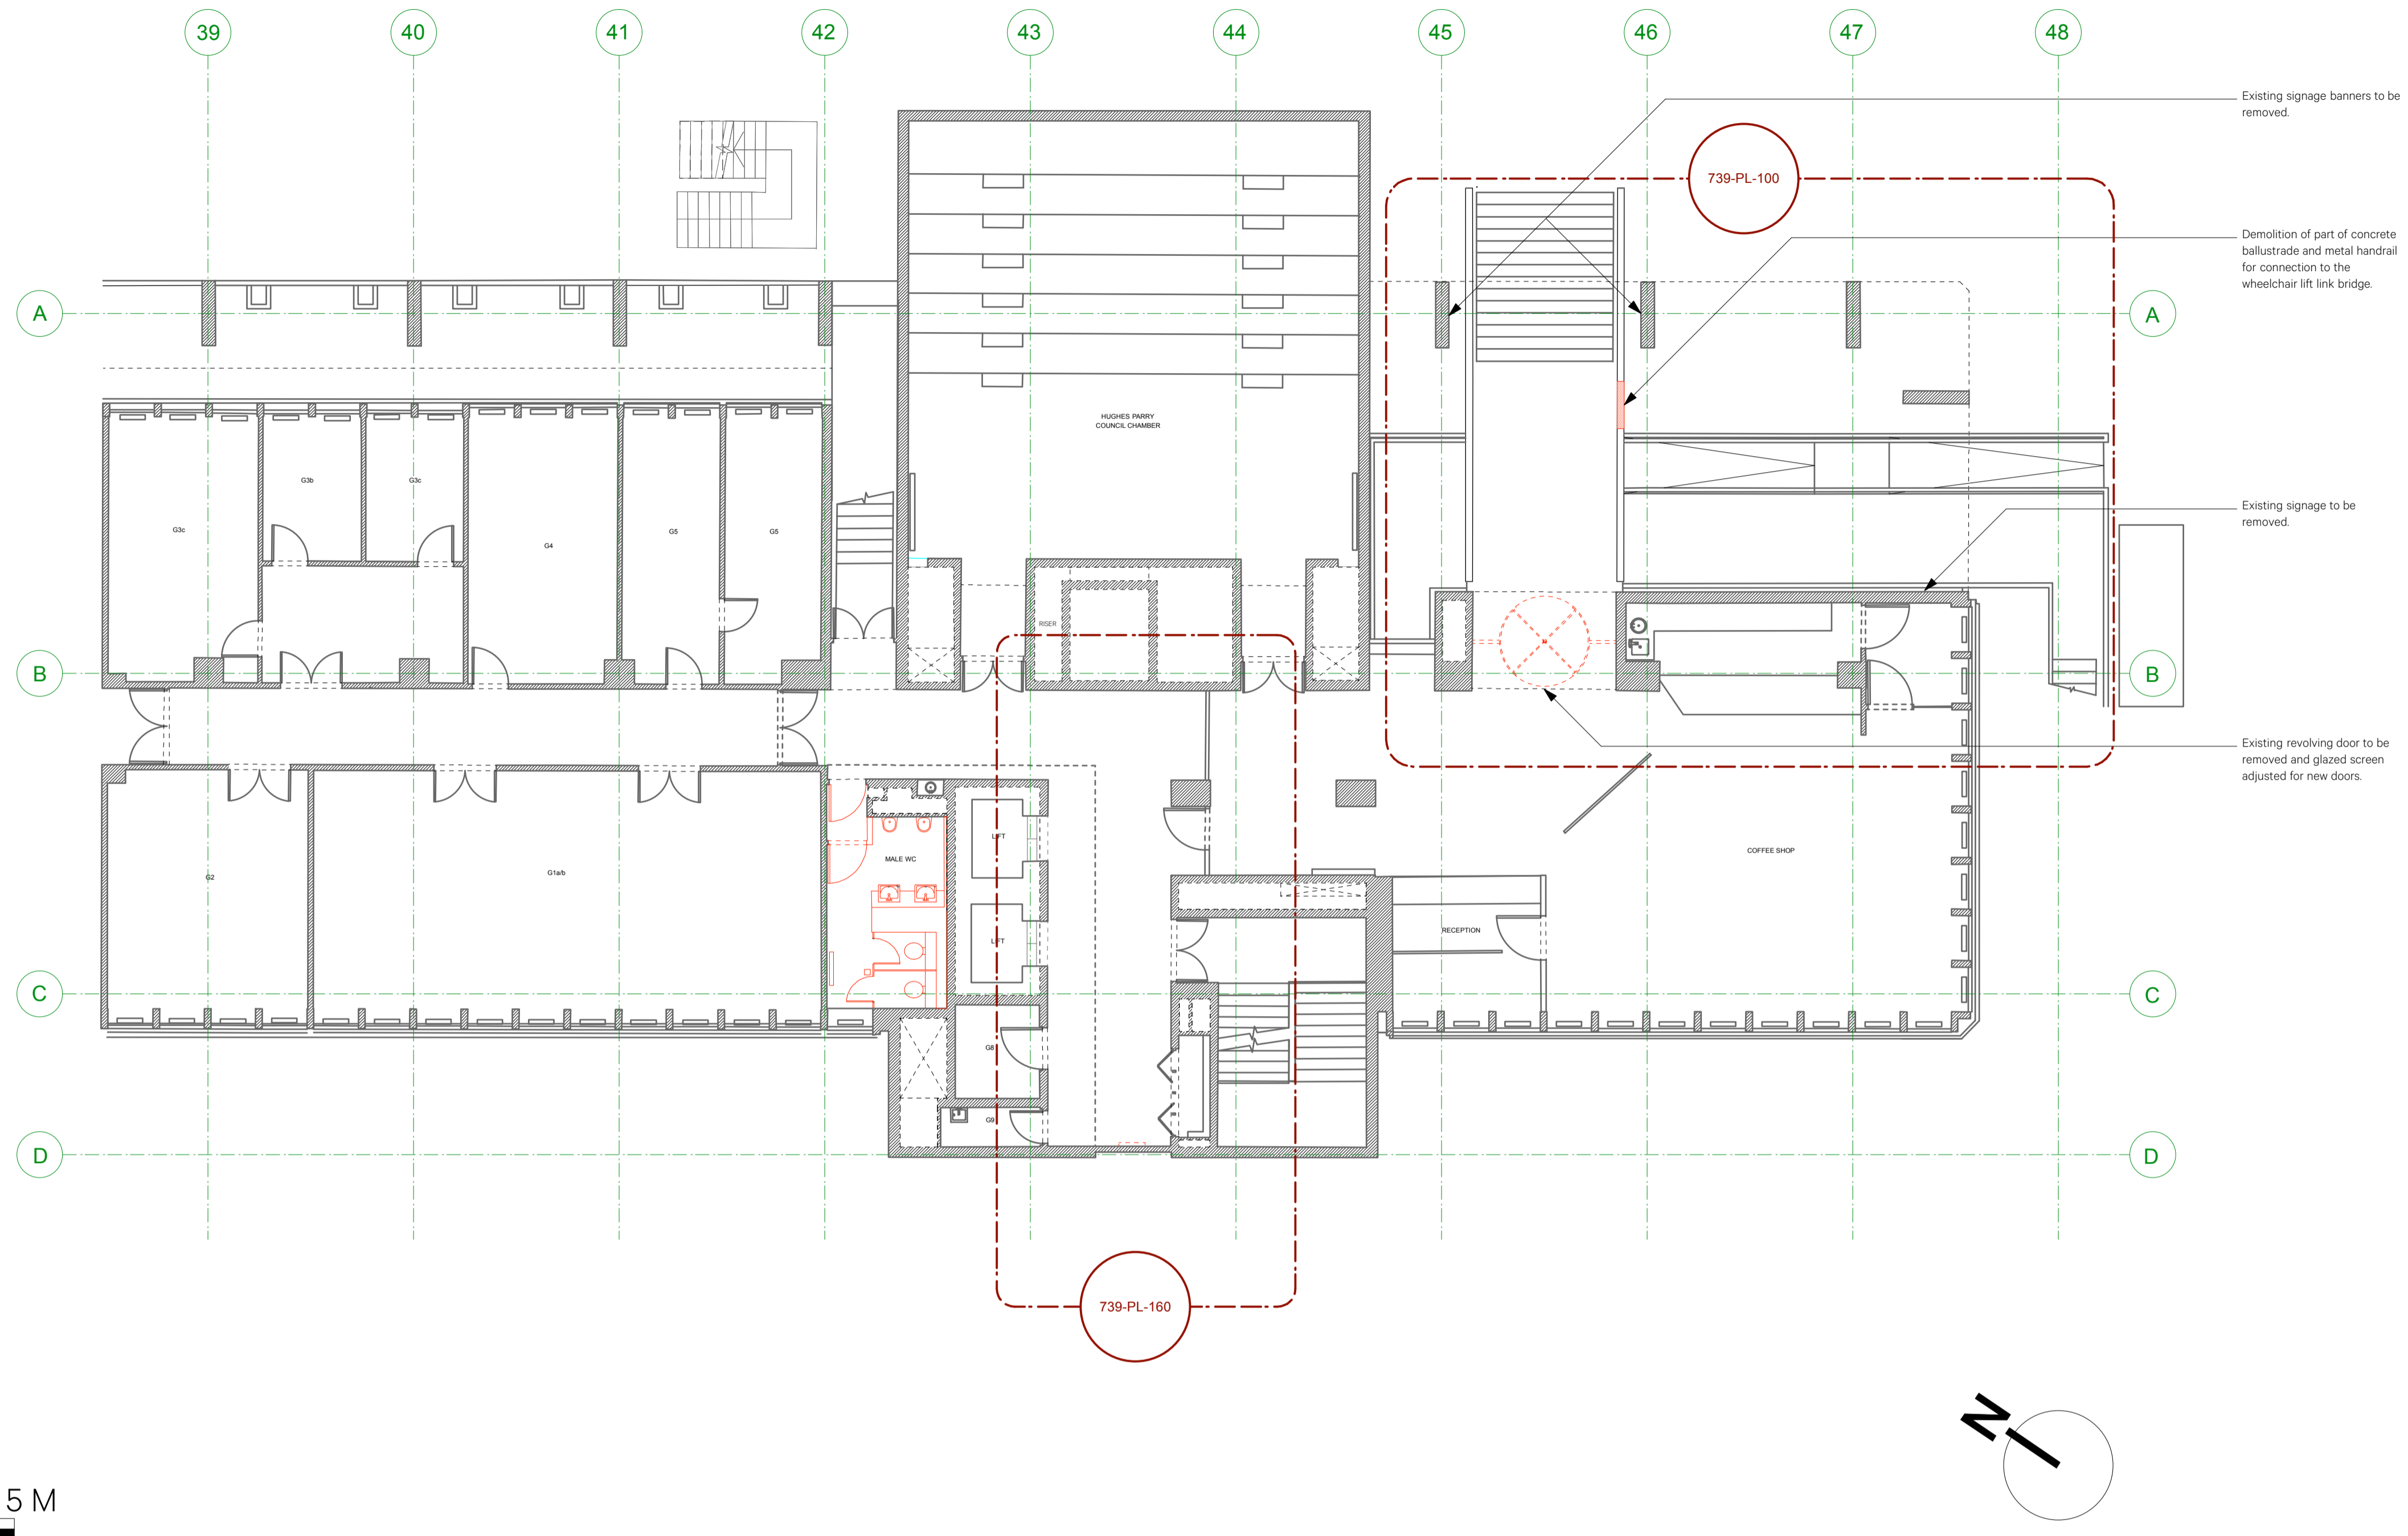 39 40 41 42 43 44 45 46 47 48
Existing signage banners to be
removed.
739-PL-100
Demolition of part of concrete
ballustrade and metal handrail
for connection to the
wheelchair lift link bridge.
A
A
HUGHES PARRY
COUNCIL CHAMBER
G3b
G3c
Existing signage to be
removed.
G3c
G4
G5
G5
RISER
B
B
Existing revolving door to be
removed and glazed screen
adjusted for new doors.
LIFT
MALE WC
COFFEE SHOP
G1a/b
G2
RECEPTION
LIFT
C
C
G8
G9
D
D
739-PL-160
N
5 M